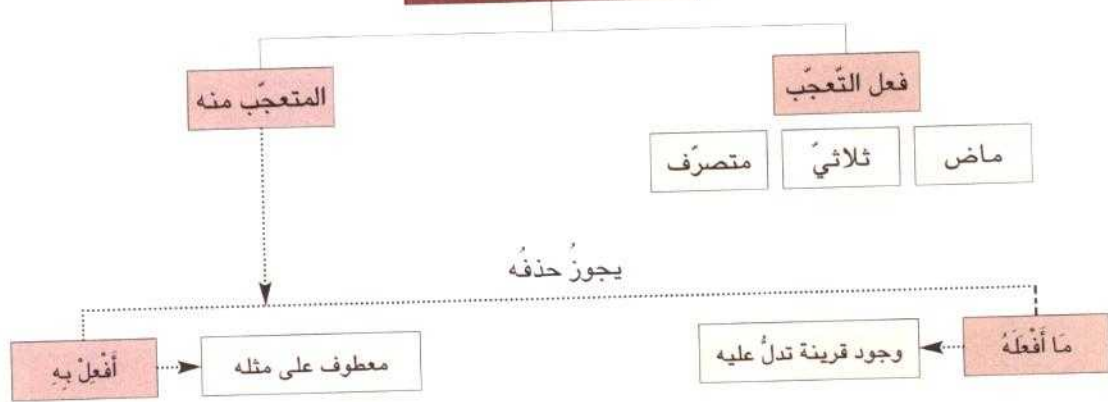 فعل التّعجّب
المتعجّب منه
ماض
ثلاثيّ
متصرّف
يجوزُ حذفُه
مَا أَفْعَلَهُ
وجود قرينة تدلُّ عليه
معطوف على مثله
أَفْعِلْ بِهِ